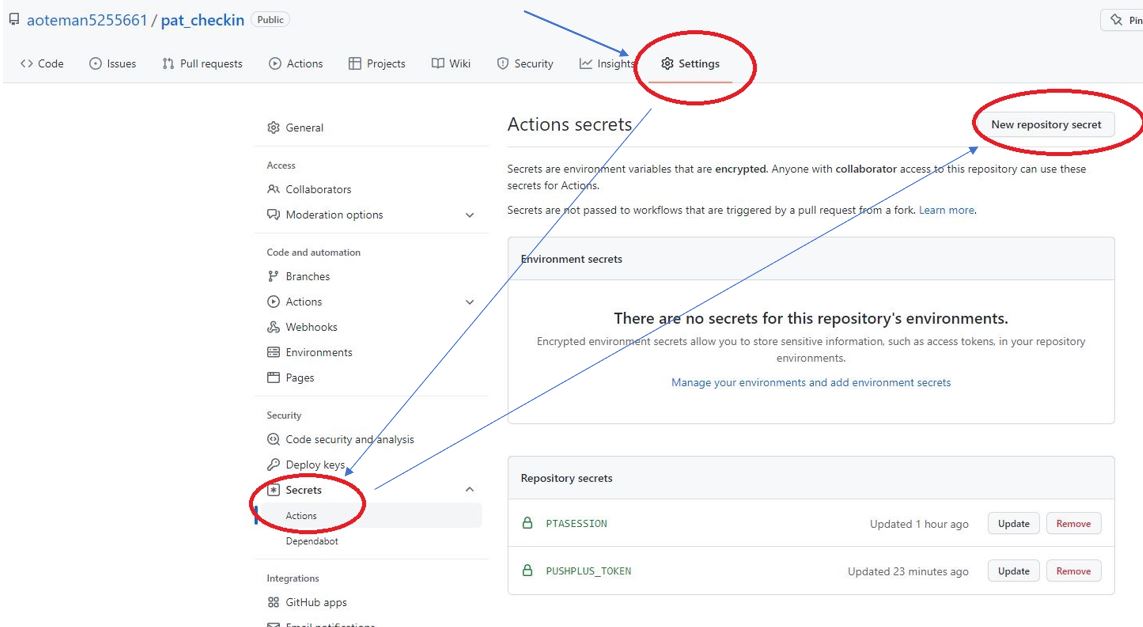 aoteman5255661 / pat_checkin Public
Pin
Code Issues Pull requests Actions Projects Wiki Security Insights Settings
General
Access
Collaborators
Moderation options
Code and automation
Branches
Actions
Webhooks
Environments
Pages
Security
Code security and analysis
Deploy keys
Secrets
Actions
Dependabot
Integrations
GitHub apps
Email notifications
Actions secrets
New repository secret
Secrets are environment variables that are encrypted. Anyone with collaborator access to this repository can use these
secrets for Actions.
Secrets are not passed to workflows that are triggered by a pull request from a fork. Learn more.
Environment secrets
There are no secrets for this repository's environments.
Encrypted environment secrets allow you to store sensitive information, such as access tokens, in your repository
environments.
Manage your environments and add environment secrets
Repository secrets
PTASESSION Updated 1 hour ago Update Remove
PUSHPLUS_TOKEN Updated 23 minutes ago Update Remove